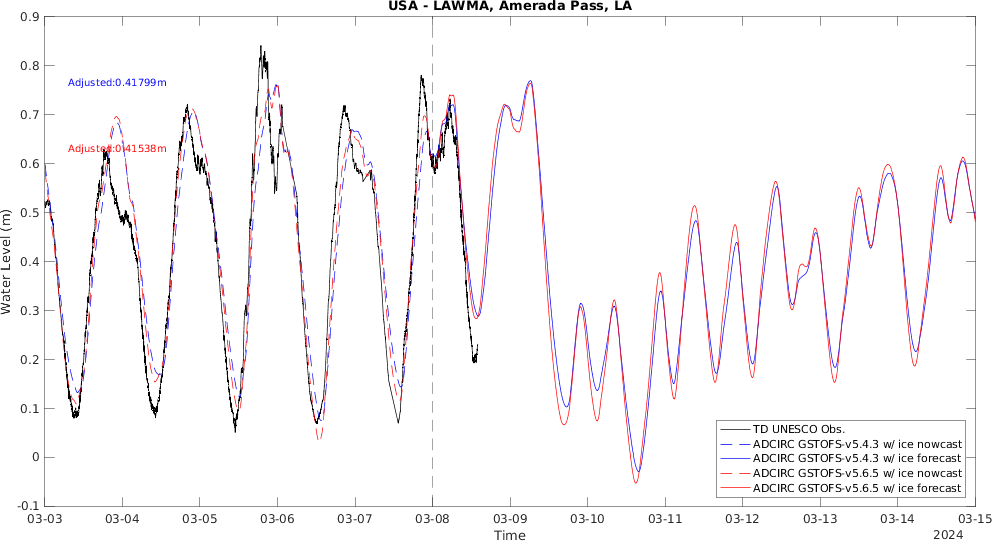 USA - LAWMA, Amerada Pass, LA
0.9
0.8
0.7
0.6
0.5
0.4
0.3
0.2
0.1
0
-0.1
Water Level (m)
Adjusted:0.41799m
Adjusted:0.41538m
TD UNESCO Obs.
ADCIRC GSTOFS-v5.4.3 w/ ice nowcast
ADCIRC GSTOFS-v5.4.3 w/ ice forecast
ADCIRC GSTOFS-v5.6.5 w/ ice nowcast
ADCIRC GSTOFS-v5.6.5 w/ ice forecast
03-03 03-04 03-05 03-06 03-07 03-08 03-09 03-10 03-11 03-12 03-13 03-14 03-15
Time
2024